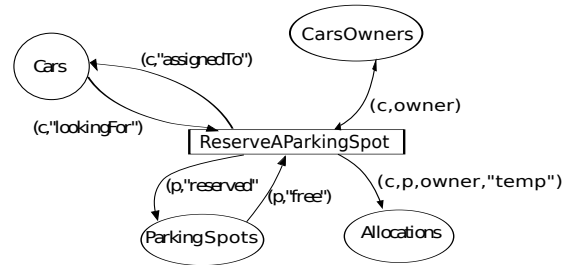 CarsOwners
Cars
(c,"assignedTo")
(c,"lookingFor")
(c,owner)
ReserveAParkingSpot
(p,"reserved"
(p,"free")
(c,p,owner,"temp")
ParkingSpots
Allocations